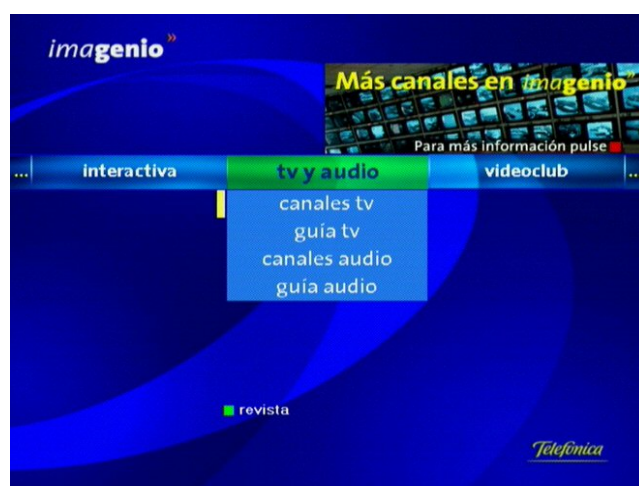 imagenio»
Más canales en imagenio»
Para más información pulse
... interactiva tv y audio videoclub ..
canales tv
guía tv
canales audio
guía audio
revista
Telefónica